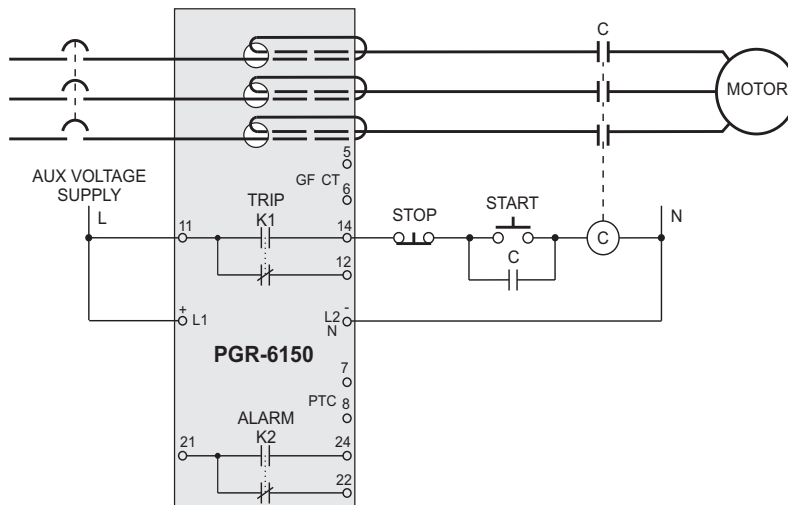 C
MOTOR
5
GF CT
6
AUX VOLTAGE
SUPPLY
L
TRIP
K1
11
14
STOP
START
C
N
12
C
+
L1
-
L2
N
PGR-6150
7
PTC
8
ALARM
K2
21
24
22